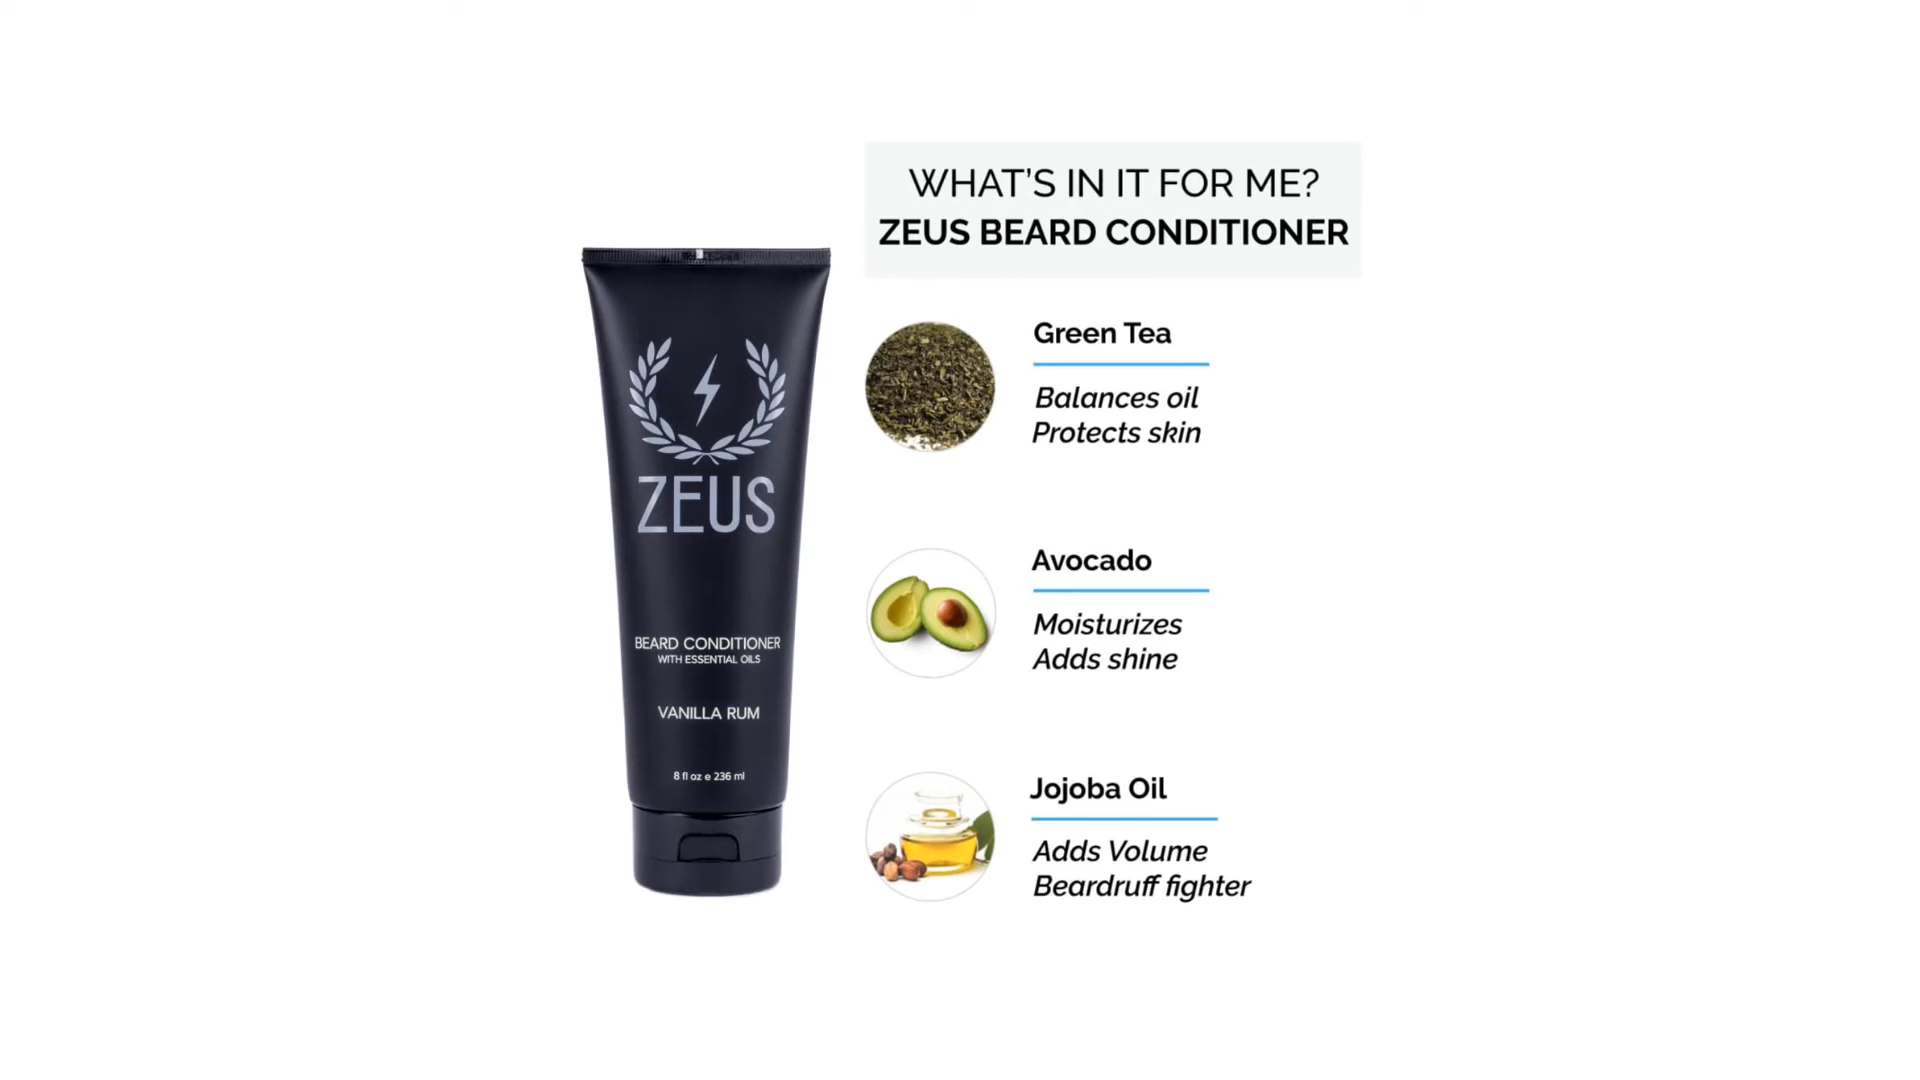 WHAT'S IN IT FOR ME?
ZEUS BEARD CONDITIONER
ZEUS
BEARD CONDITIONER
WITH ESSENTIAL OILS
VANILLA RUM
8 fl oz e 236 ml
Green Tea
Balances oil
Protects skin
Avocado
Moisturizes
Adds shine
Jojoba Oil
Adds Volume
Beardruff fighter